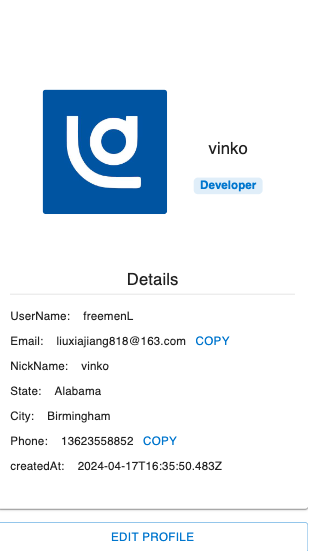 vinko
Developer
Details
UserName: freemenL
Email: liuxiajiang818@163.com COPY
NickName: vinko
State: Alabama
City: Birmingham
Phone: 13623558852 COPY
createdAt: 2024-04-17T16:35:50.483Z
EDIT PROFILE